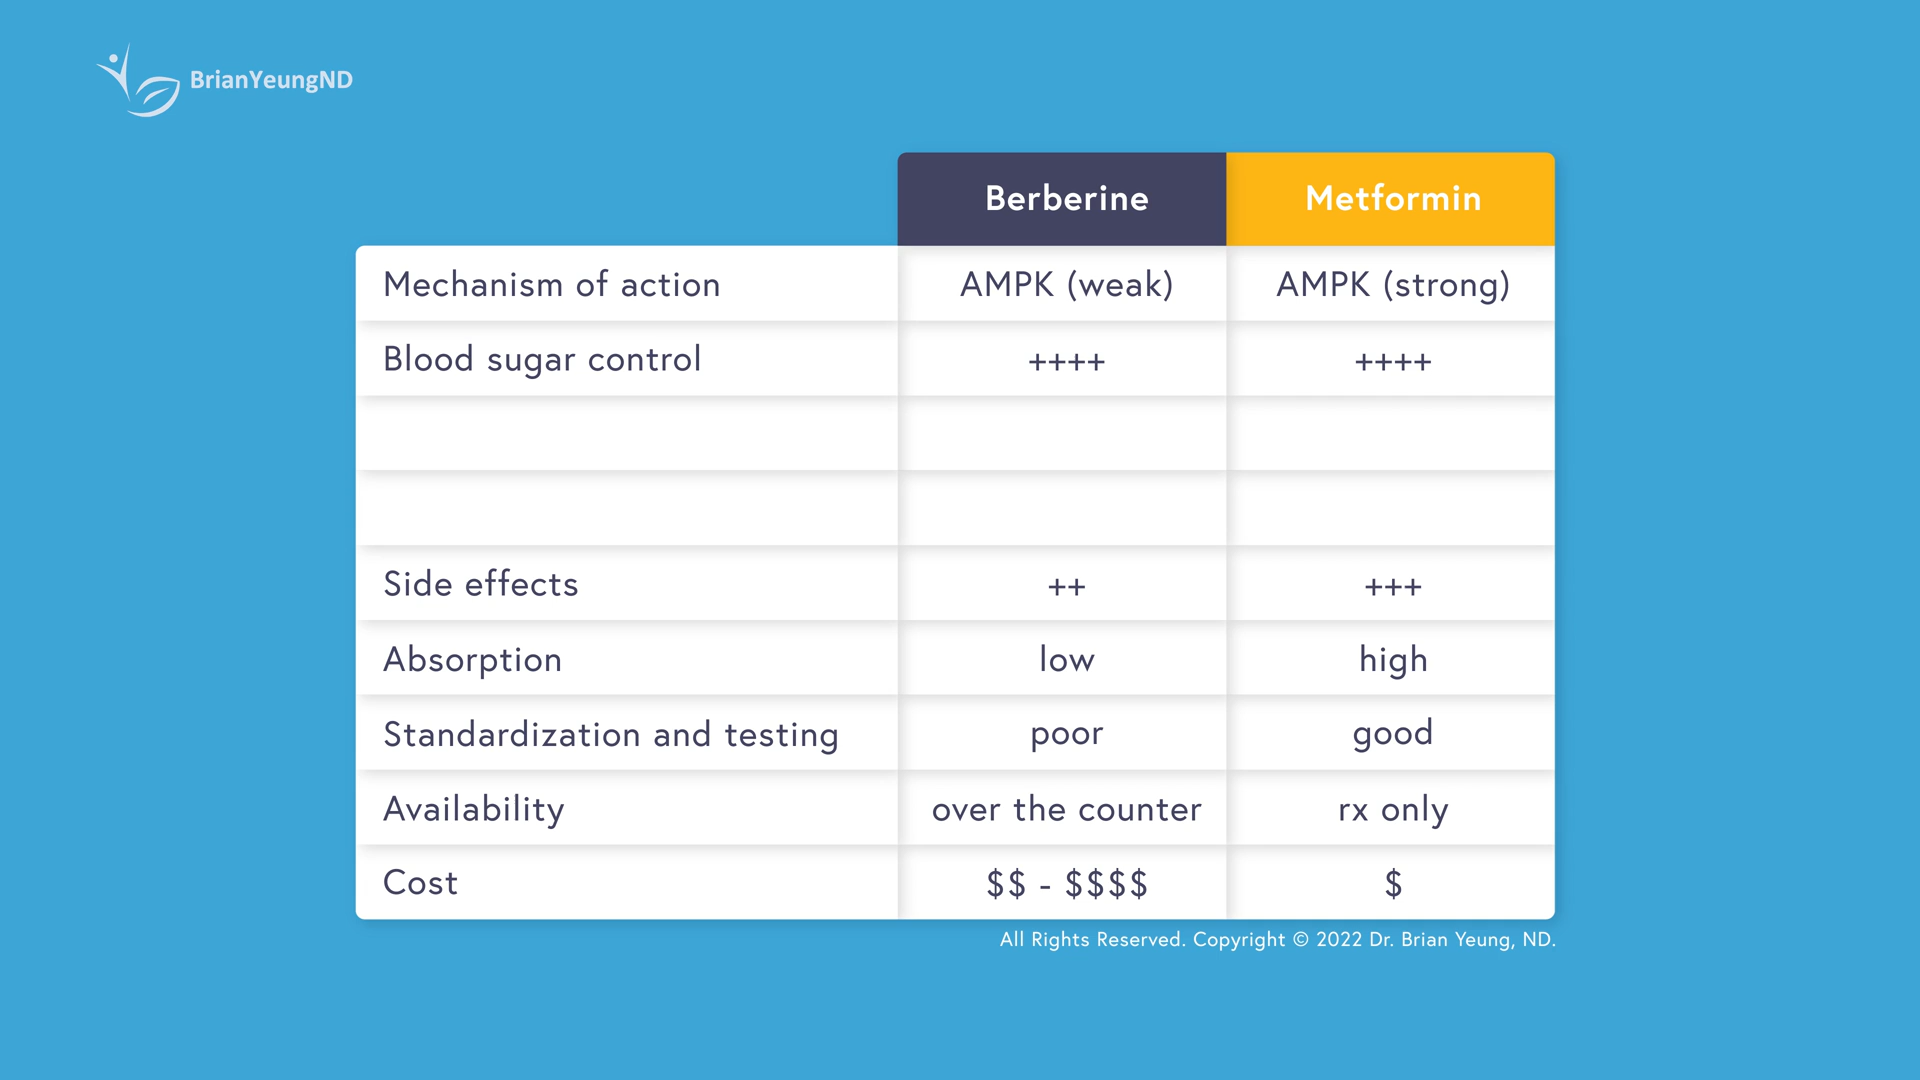 BrianYeungND
Berberine Metformin
Mechanism of action AMPK (weak) AMPK (strong)
Blood sugar control ++++ ++++
Side effects ++ +++
Absorption low high
Standardization and testing poor good
Availability over the counter rx only
Cost $$ - $$$$ $
All Rights Reserved. Copyright © 2022 Dr. Brian Yeung, ND.